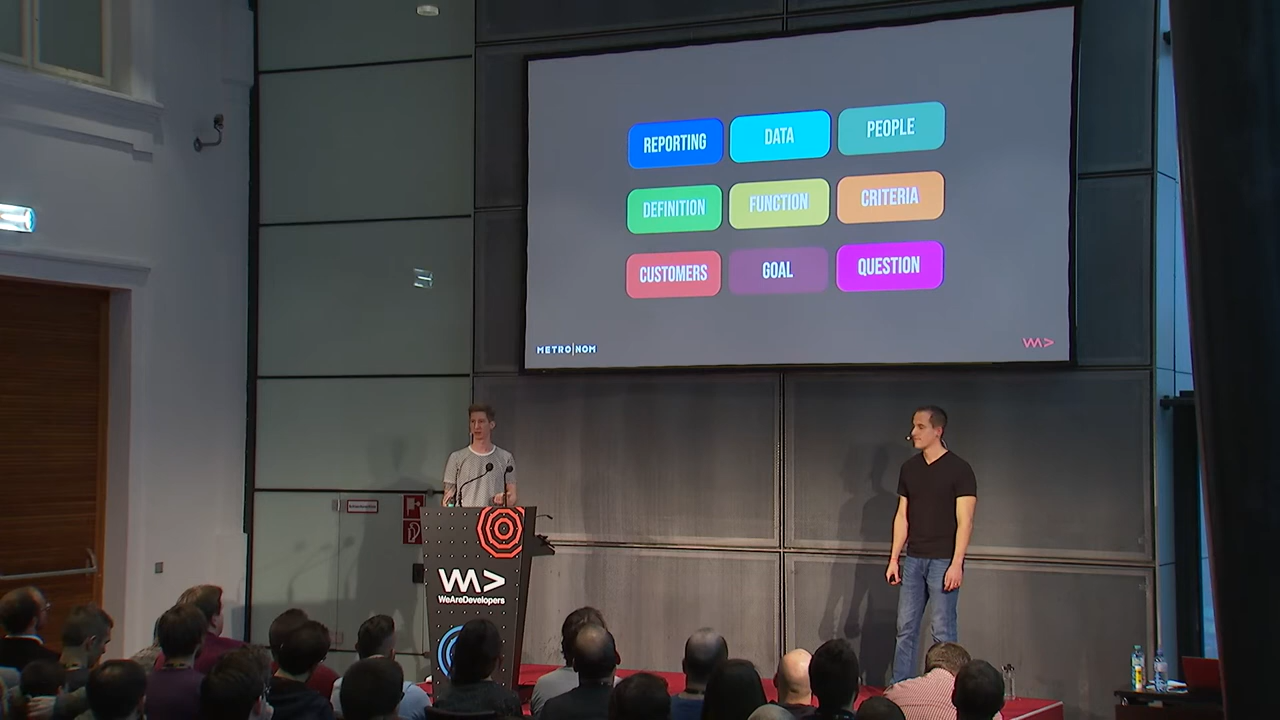 REPORTING DATA PEOPLE
DEFINITION FUNCTION CRITERIA
CUSTOMERS GOAL QUESTION
METRO|NOM
WeAreDevelopers